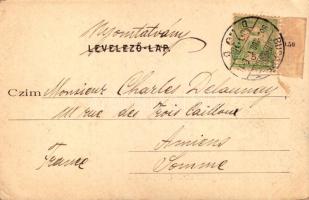 Nyomtatvány
LEVELEZŐ-LAP.
Czim Monsieur Charles Delaunay
rue des Trois Cailloux
Amiens
France Somme